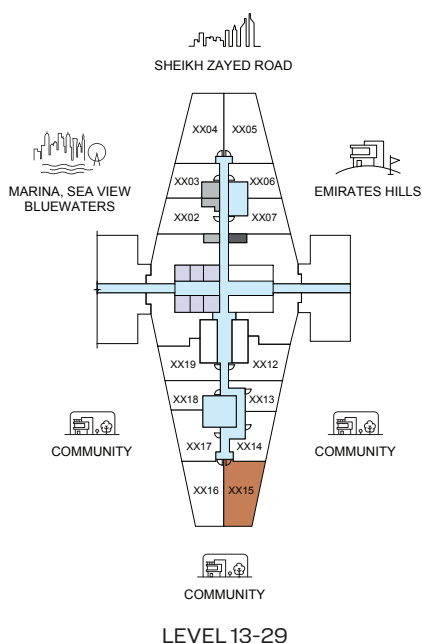 SHEIKH ZAYED ROAD
XX04 XX05
MARINA, SEA VIEW
BLUEWATERS
XX03 XX06
EMIRATES HILLS
XX02 XX07
XX19 XX12
XX18 XX13
COMMUNITY
XX17 XX14
COMMUNITY
XX16 XX15
COMMUNITY
LEVEL 13-29